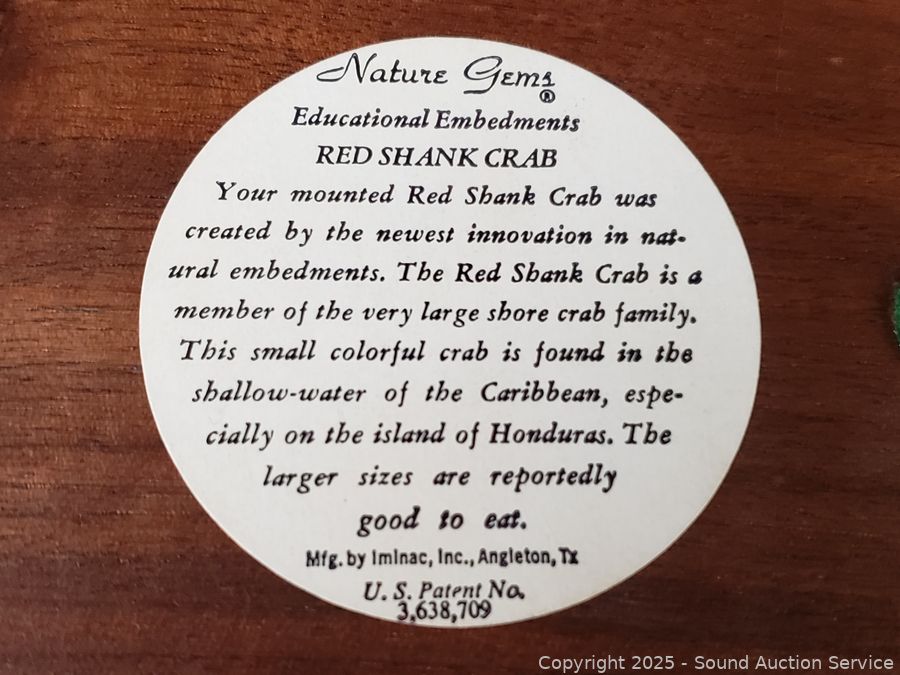 Nature Gems
®
Educational Embedments
RED SHANK CRAB
Your mounted Red Shank Crab was
created by the newest innovation in nat-
ural embedments. The Red Shank Crab is a
member of the very large shore crab family.
This small colorful crab is found in the
shallow-water of the Caribbean, espe-
cially on the island of Honduras. The
larger sizes are reportedly
good to eat.
Mfg. by Iminac, Inc., Angleton, Tx
U. S. Patent No.
3,638,709
Copyright 2025 - Sound Auction Service